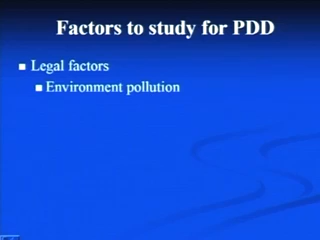 Factors to study for PDD
Legal factors
Environment pollution